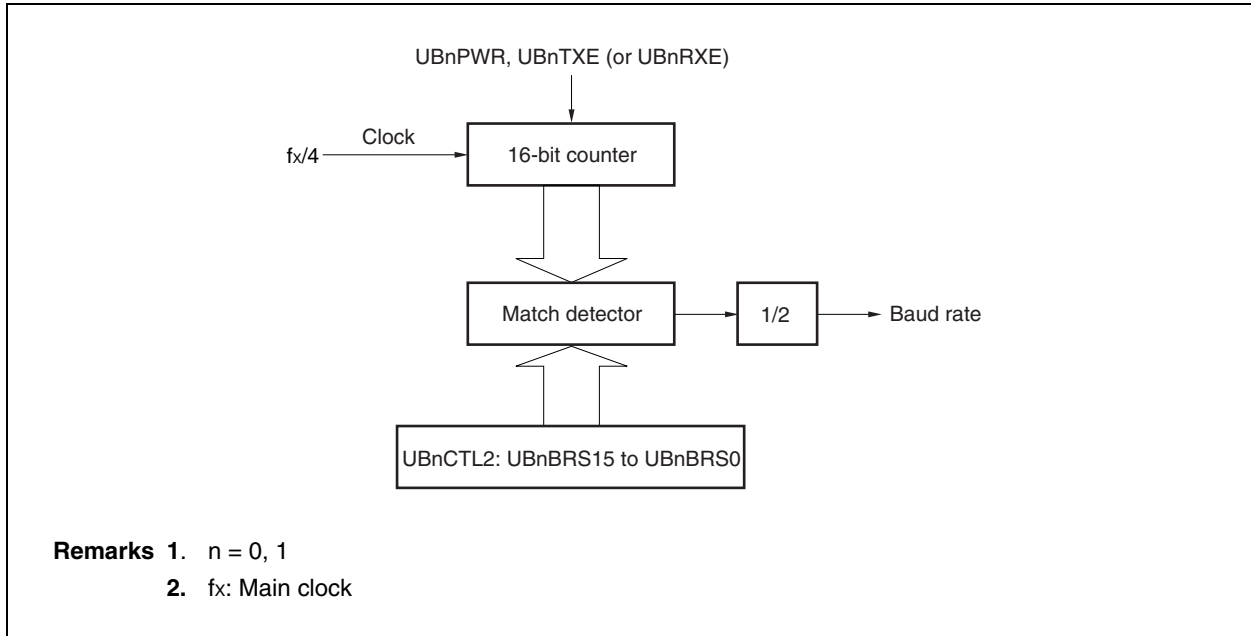 UBnPWR, UBnTXE (or UBnRXE)
Clock
fx/4
16-bit counter
Match detector
1/2
Baud rate
UBnCTL2: UBnBRS15 to UBnBRS0
Remarks 1. n = 0, 1
2. fx: Main clock